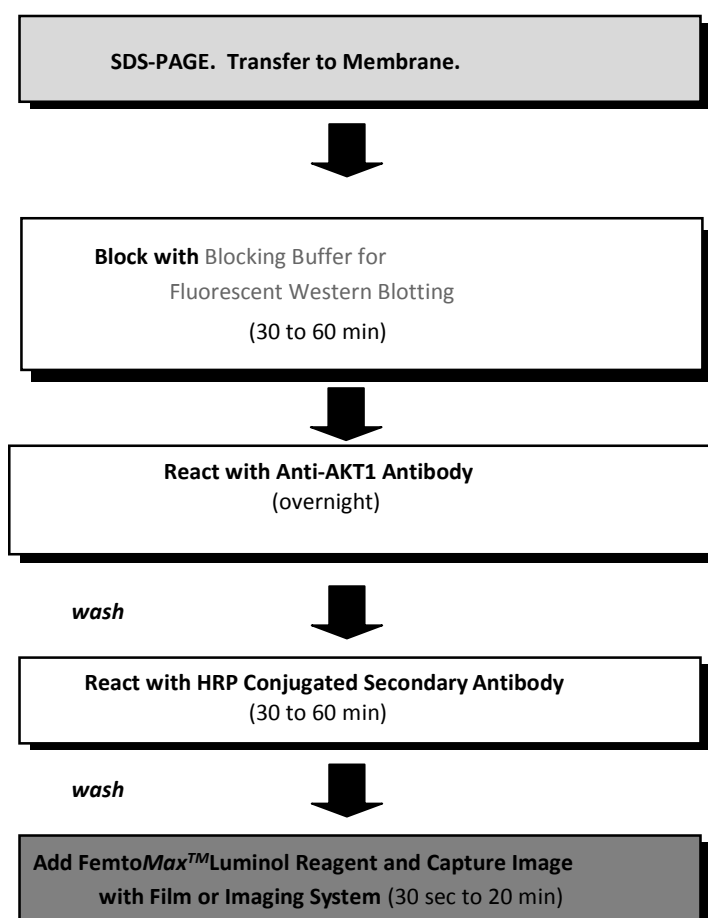 SDS-PAGE.  Transfer to Membrane.
Block with Blocking Buffer for
Fluorescent Western Blotting
(30 to 60 min)
React with Anti-AKT1 Antibody
(overnight)
wash
React with HRP Conjugated Secondary Antibody
(30 to 60 min)
wash
Add FemtoMax™Luminol Reagent and Capture Image
with Film or Imaging System (30 sec to 20 min)